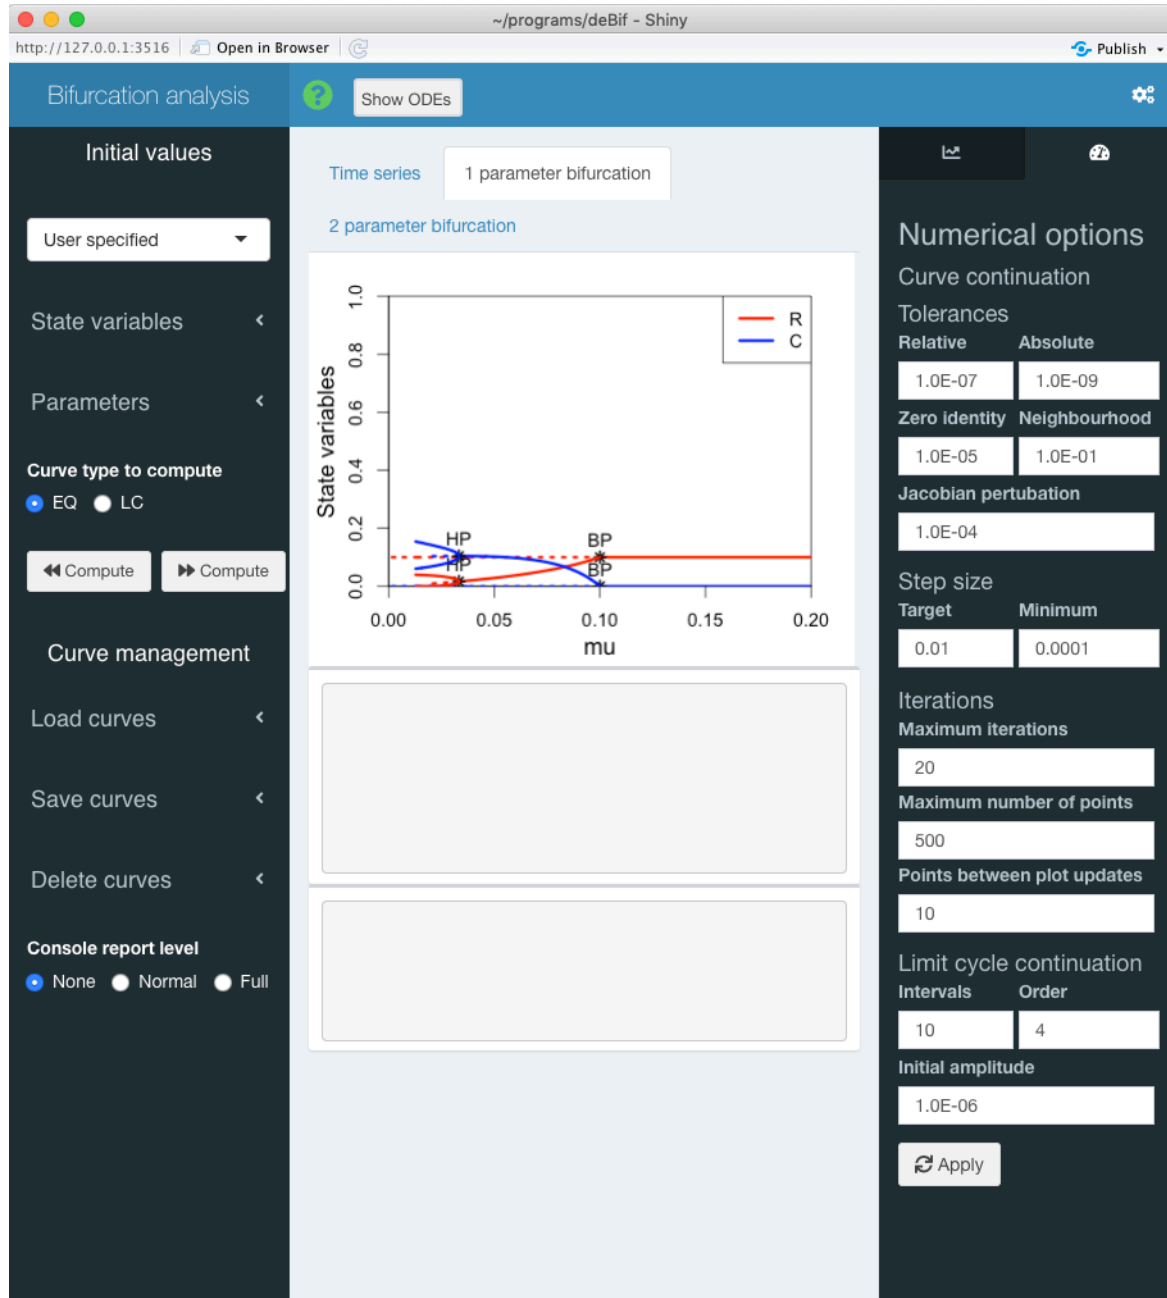 ~/programs/deBif - Shiny
http://127.0.0.1:3516 Open in Browser Publish
Bifurcation analysis Show ODEs
Initial values
User specified
State variables
Parameters
Curve type to compute
EQ LC
Compute Compute
Curve management
Load curves
Save curves
Delete curves
Console report level
None Normal Full
Time series 1 parameter bifurcation
2 parameter bifurcation
State variables
1.0
0.8
0.6
0.4
0.2
0.0
R
C
HP BP
HP BP
0.00 0.05 0.10 0.15 0.20
mu
Numerical options
Curve continuation
Tolerances
Relative Absolute
1.0E-07 1.0E-09
Zero identity Neighbourhood
1.0E-05 1.0E-01
Jacobian pertubation
1.0E-04
Step size
Target Minimum
0.01 0.0001
Iterations
Maximum iterations
20
Maximum number of points
500
Points between plot updates
10
Limit cycle continuation
Intervals Order
10 4
Initial amplitude
1.0E-06
Apply